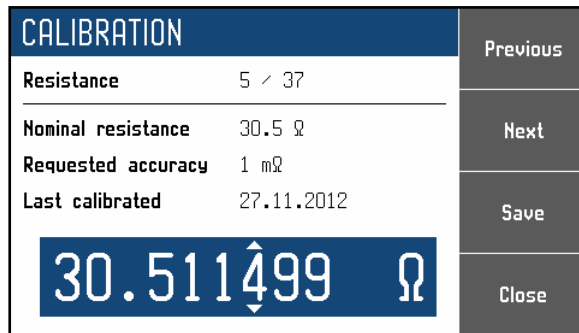 CALIBRATION
Resistance 5 / 37
Nominal resistance 30.5 Ω
Requested accuracy 1 mΩ
Last calibrated 27.11.2012
30.511499 Ω
Previous
Next
Save
Close